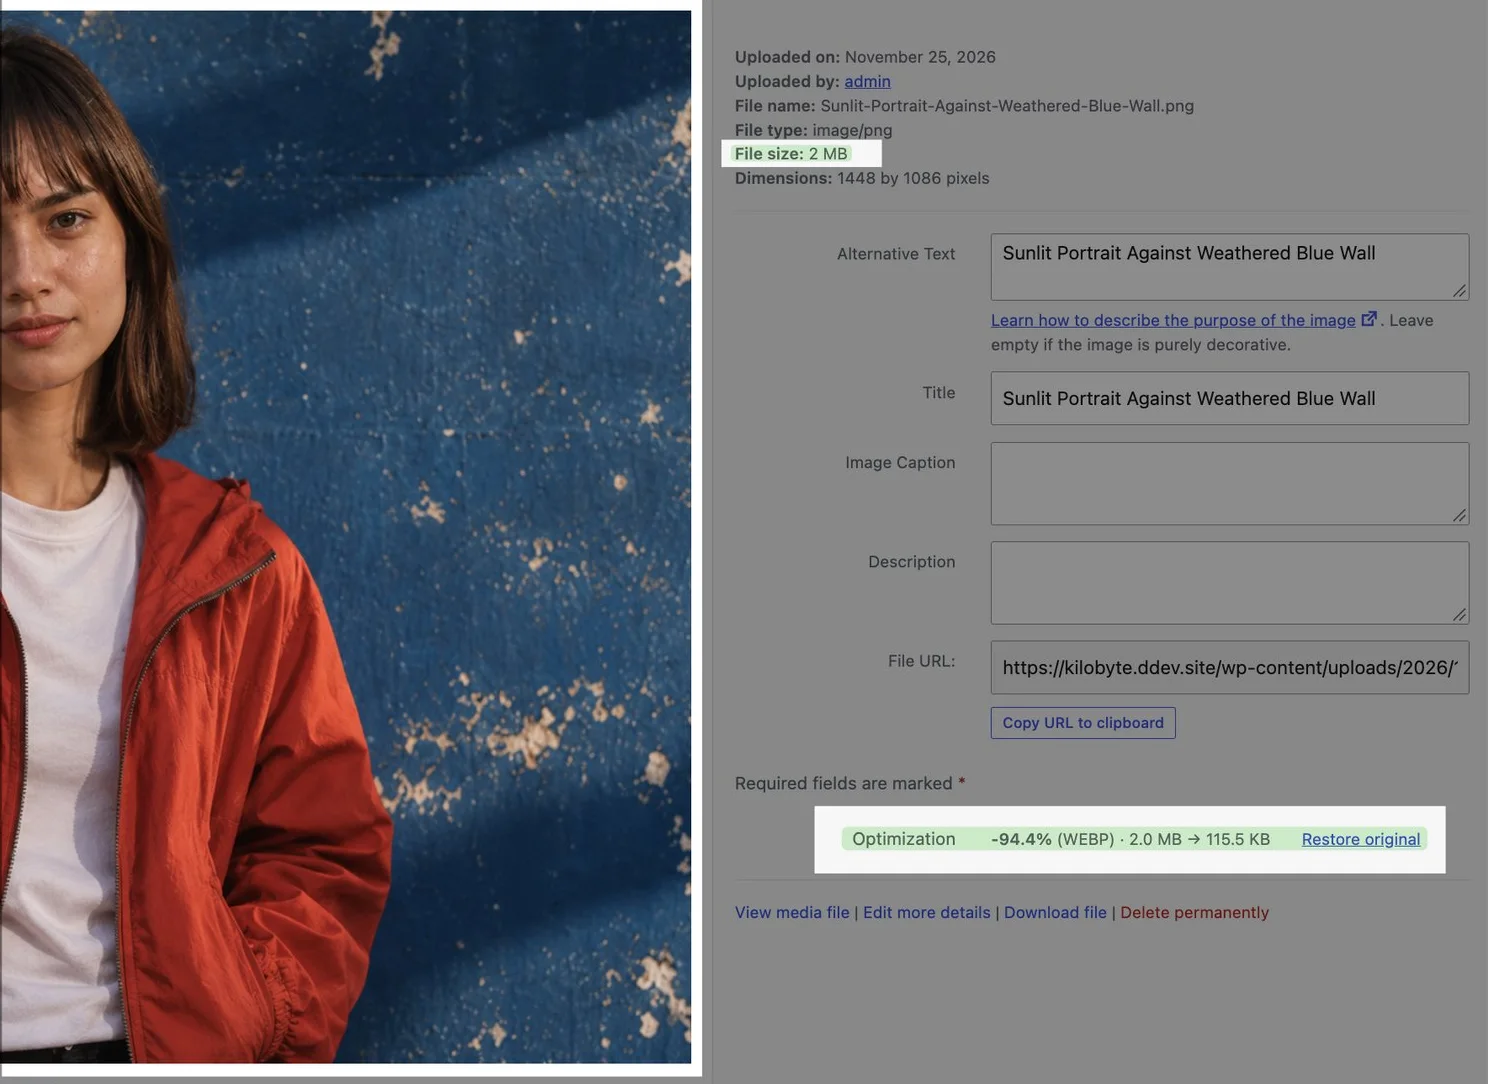 Uploaded on: November 25, 2026
Uploaded by: admin
File name: Sunlit-Portrait-Against-Weathered-Blue-Wall.png
File type: image/png
File size: 2 MB
Dimensions: 1448 by 1086 pixels
Alternative Text
Sunlit Portrait Against Weathered Blue Wall
Learn how to describe the purpose of the image. Leave
empty if the image is purely decorative.
Title
Sunlit Portrait Against Weathered Blue Wall
Image Caption
Description
File URL:
https://kilobyte.ddev.site/wp-content/uploads/2026/
Copy URL to clipboard
Required fields are marked *
Optimization -94.4% (WEBP) · 2.0 MB → 115.5 KB Restore original
View media file | Edit more details | Download file | Delete permanently